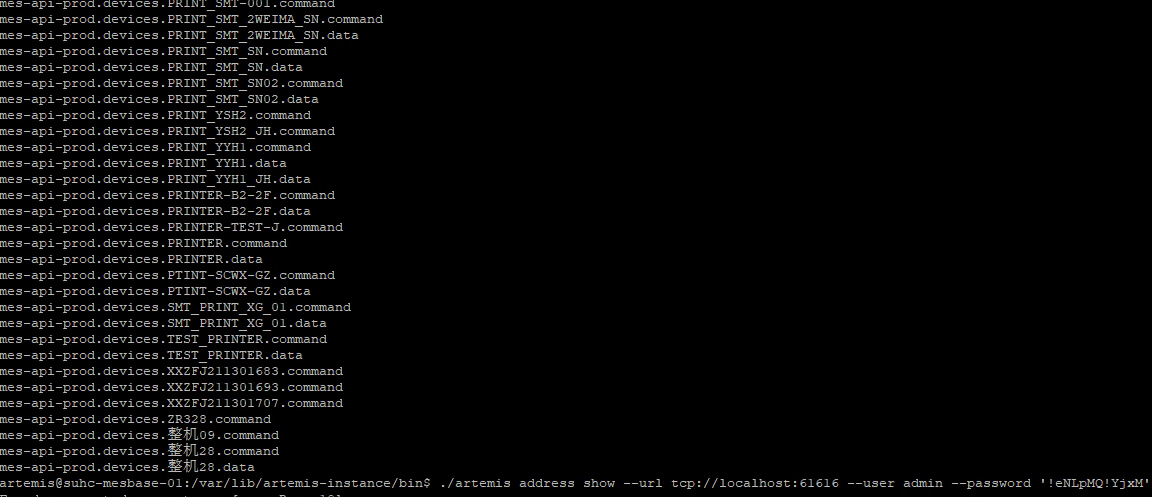 mes-api-prod.devices.PRINT_SMT-001.command
mes-api-prod.devices.PRINT_SMT_2WEIMA_SN.command
mes-api-prod.devices.PRINT_SMT_2WEIMA_SN.data
mes-api-prod.devices.PRINT_SMT_SN.command
mes-api-prod.devices.PRINT_SMT_SN.data
mes-api-prod.devices.PRINT_SMT_SN02.command
mes-api-prod.devices.PRINT_SMT_SN02.data
mes-api-prod.devices.PRINT_YSH2.command
mes-api-prod.devices.PRINT_YSH2_JH.command
mes-api-prod.devices.PRINT_YYH1.command
mes-api-prod.devices.PRINT_YYH1.data
mes-api-prod.devices.PRINT_YYH1_JH.data
mes-api-prod.devices.PRINTER-B2-2F.command
mes-api-prod.devices.PRINTER-B2-2F.data
mes-api-prod.devices.PRINTER-TEST-J.command
mes-api-prod.devices.PRINTER.command
mes-api-prod.devices.PRINTER.data
mes-api-prod.devices.PTINT-SCWX-GZ.command
mes-api-prod.devices.PTINT-SCWX-GZ.data
mes-api-prod.devices.SMT_PRINT_XG_01.command
mes-api-prod.devices.SMT_PRINT_XG_01.data
mes-api-prod.devices.TEST_PRINTER.command
mes-api-prod.devices.TEST_PRINTER.data
mes-api-prod.devices.XXZFJ211301683.command
mes-api-prod.devices.XXZFJ211301693.command
mes-api-prod.devices.XXZFJ211301707.command
mes-api-prod.devices.ZR328.command
mes-api-prod.devices.整机09.command
mes-api-prod.devices.整机28.command
mes-api-prod.devices.整机28.data
artemis@suhc-mesbase-01:/var/lib/artemis-instance/bin$ ./artemis address show --url tcp://localhost:61616 --user admin --password '!eNLpMQ!YjxM'